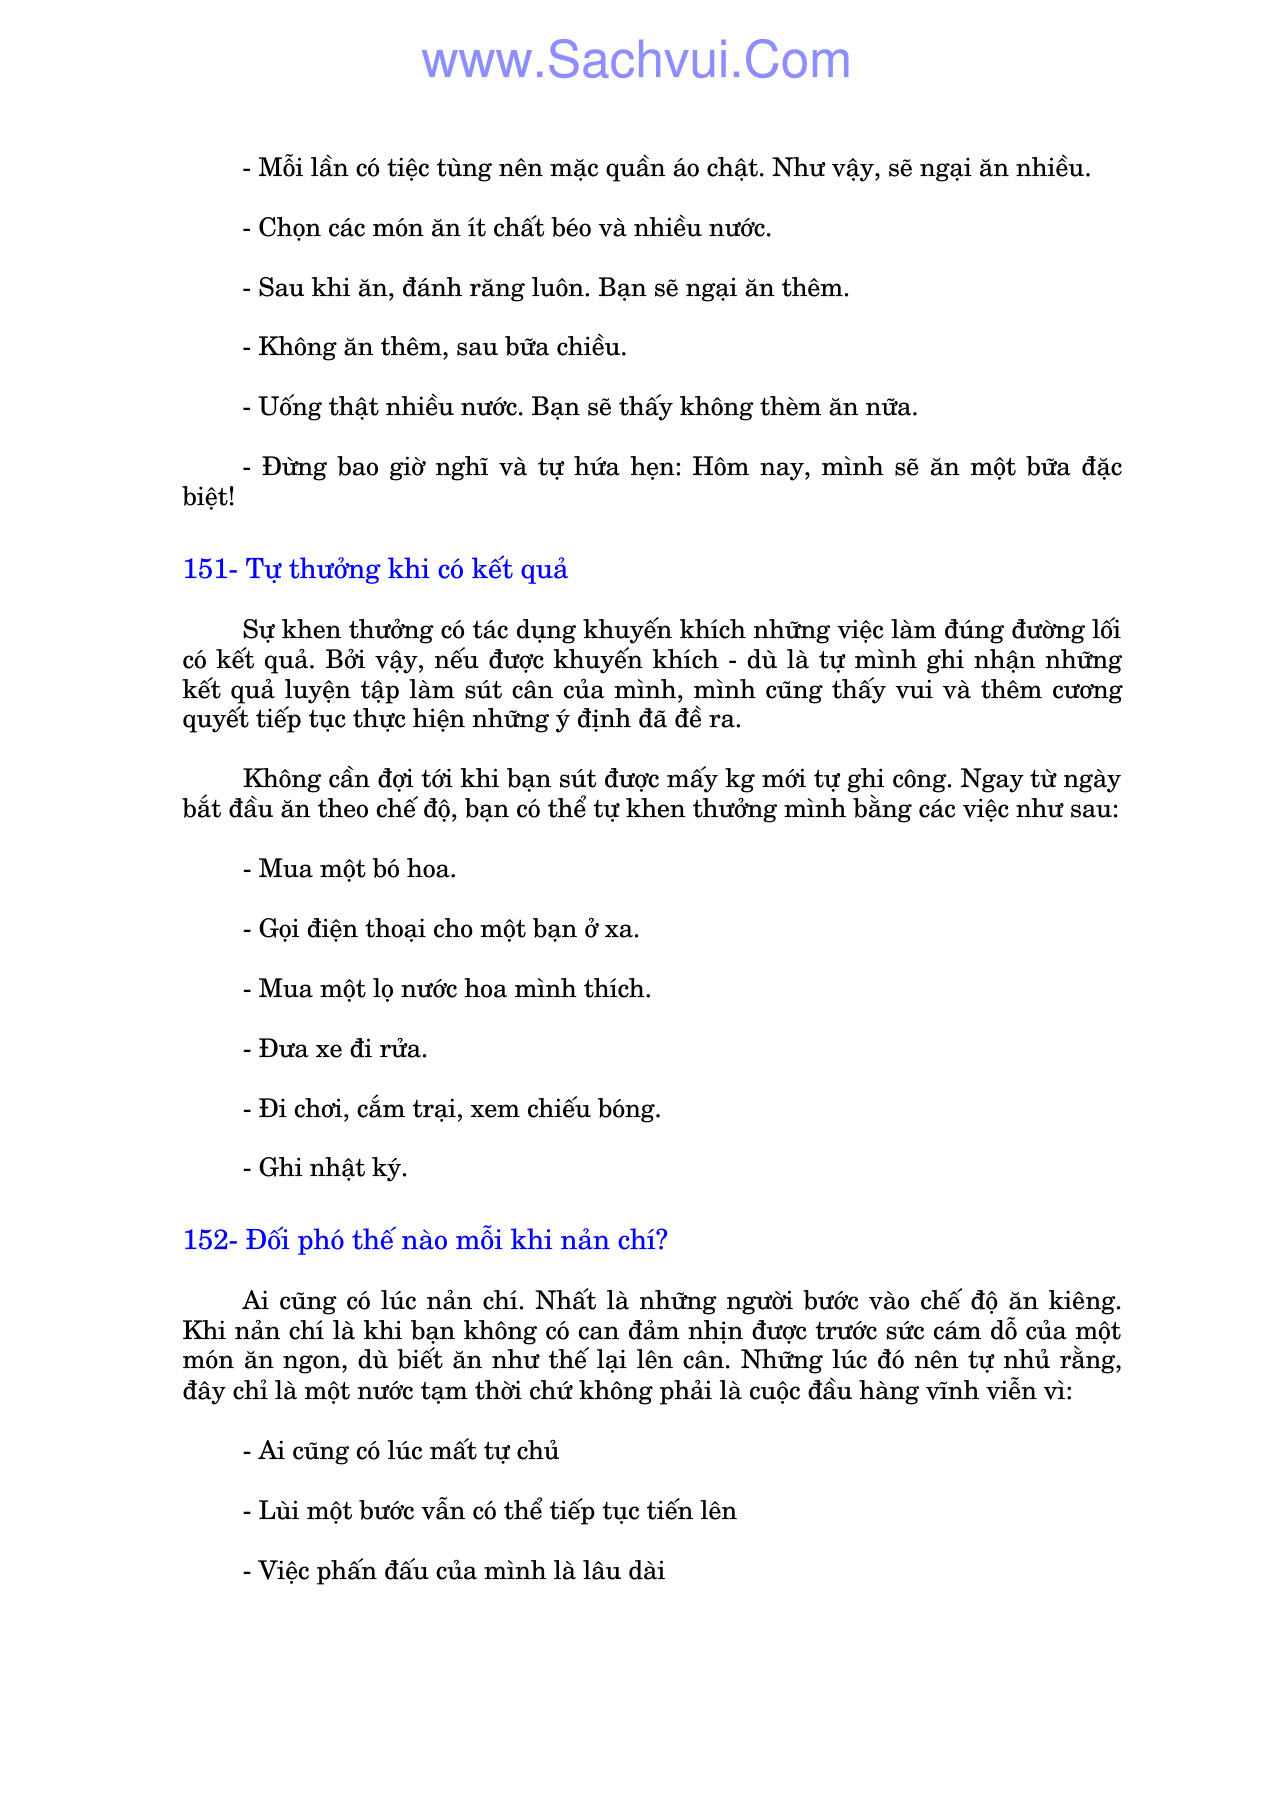 www.Sachvui.Com
- Mỗi lần có tiệc tùng nên mặc quần áo chật. Như vậy, sẽ ngại ăn nhiều.
- Chọn các món ăn ít chất béo và nhiều nước.
- Sau khi ăn, đánh răng luôn. Bạn sẽ ngại ăn thêm.
- Không ăn thêm, sau bữa chiều.
- Uống thật nhiều nước. Bạn sẽ thấy không thèm ăn nữa.
- Đừng bao giờ nghĩ và tự hứa hẹn: Hôm nay, mình sẽ ăn một bữa đặc
biệt!
151- Tự thưởng khi có kết quả
Sự khen thưởng có tác dụng khuyến khích những việc làm đúng đường lối
có kết quả. Bởi vậy, nếu được khuyến khích - dù là tự mình ghi nhận những
kết quả luyện tập làm sút cân của mình, mình cũng thấy vui và thêm cương
quyết tiếp tục thực hiện những ý định đã đề ra.
Không cần đợi tới khi bạn sút được mấy kg mới tự ghi công. Ngay từ ngày
bắt đầu ăn theo chế độ, bạn có thể tự khen thưởng mình bằng các việc như sau:
- Mua một bó hoa.
- Gọi điện thoại cho một bạn ở xa.
- Mua một lọ nước hoa mình thích.
- Đưa xe đi rửa.
- Đi chơi, cắm trại, xem chiếu bóng.
- Ghi nhật ký.
152- Đối phó thế nào mỗi khi nản chí?
Ai cũng có lúc nản chí. Nhất là những người bước vào chế độ ăn kiêng.
Khi nản chí là khi bạn không có can đảm nhịn được trước sức cám dỗ của một
món ăn ngon, dù biết ăn như thế lại lên cân. Những lúc đó nên tự nhủ rằng,
đây chỉ là một nước tạm thời chứ không phải là cuộc đầu hàng vĩnh viễn vì:
- Ai cũng có lúc mất tự chủ
- Lùi một bước vẫn có thể tiếp tục tiến lên
- Việc phấn đấu của mình là lâu dài